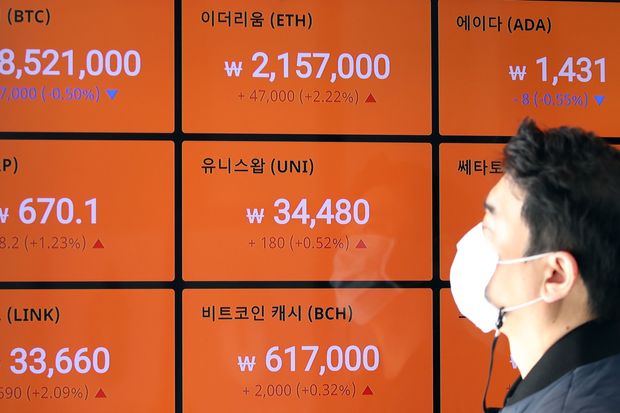 (BTC)
8,521,000
7,000 (-0.50%) ▼
이더리움 (ETH)
₩ 2,157,000
+ 47,000 (+2.22%) ▲
에이다 (ADA)
₩ 1,431
- 8 (-0.55%) ▼
P)
₩ 670.1
8.2 (+1.23%) ▲
유니스왑 (UNI)
₩ 34,480
+ 180 (+0.52%) ▲
쎄타토
(LINK)
33,660
690 (+2.09%) ▲
비트코인 캐시 (BCH)
₩ 617,000
+ 2,000 (+0.32%) ▲